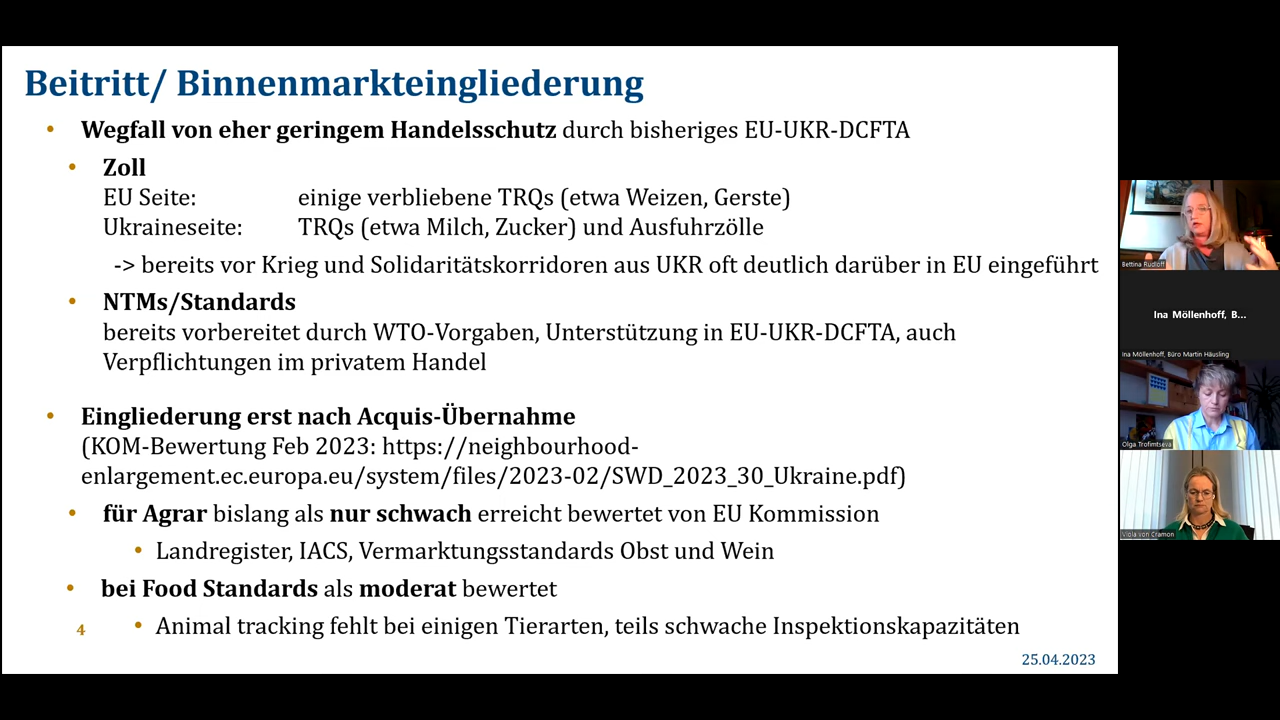 Beitritt/ Binnenmarkteingliederung
• Wegfall von eher geringem Handelsschutz durch bisheriges EU-UKR-DCFTA
• Zoll
EU Seite: einige verbliebene TRQs (etwa Weizen, Gerste)
Ukraineseite: TRQs (etwa Milch, Zucker) und Ausfuhrzölle
-> bereits vor Krieg und Solidaritätskorridoren aus UKR oft deutlich darüber in EU eingeführt
• NTMs/Standards
bereits vorbereitet durch WTO-Vorgaben, Unterstützung in EU-UKR-DCFTA, auch
Verpflichtungen im privatem Handel
• Eingliederung erst nach Acquis-Übernahme
(KOM-Bewertung Feb 2023: https://neighbourhood-
enlargement.ec.europa.eu/system/files/2023-02/SWD_2023_30_Ukraine.pdf)
• für Agrar bislang als nur schwach erreicht bewertet von EU Kommission
• Landregister, IACS, Vermarktungsstandards Obst und Wein
• bei Food Standards als moderat bewertet
• Animal tracking fehlt bei einigen Tierarten, teils schwache Inspektionskapazitäten
4
25.04.2023
Bettina Rudloff
Ina Möllenhoff, B...
Ina Möllenhoff, Büro Martin Häusling
Olga Trofimtseva
Viola von Cramon